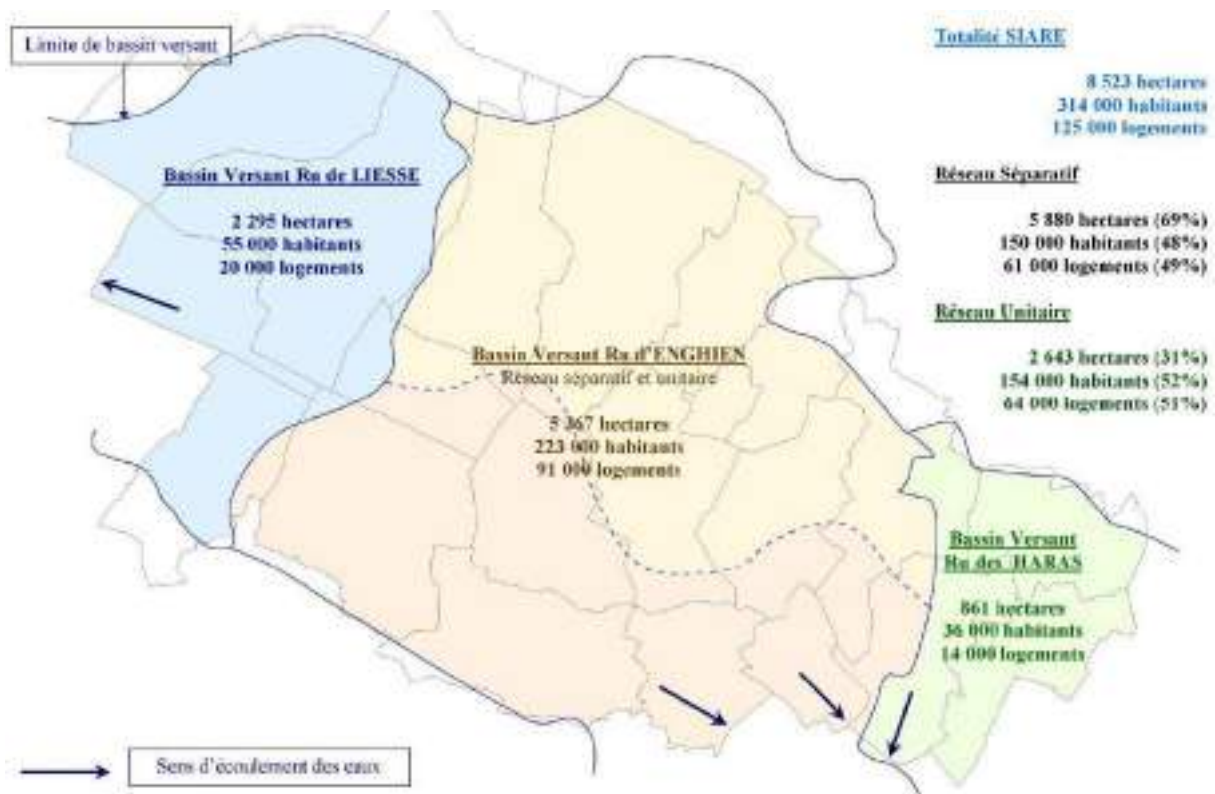 Limite de bassin versant
Totalité SIARE
8 523 hectares
314 000 habitants
125 000 logements
Bassin Versant Ru de LIESSE
2 295 hectares
55 000 habitants
20 000 logements
Réseau Séparatif
5 880 hectares (69%)
150 000 habitants (48%)
61 000 logements (49%)
Réseau Unitaire
2 643 hectares (31%)
154 000 habitants (52%)
64 000 logements (51%)
Bassin Versant Ru d'ENGHIEN
Réseau séparatif et unitaire
5 367 hectares
223 000 habitants
91 000 logements
Bassin Versant
Ru des HARAS
861 hectares
36 000 habitants
14 000 logements
Sens d'écoulement des eaux